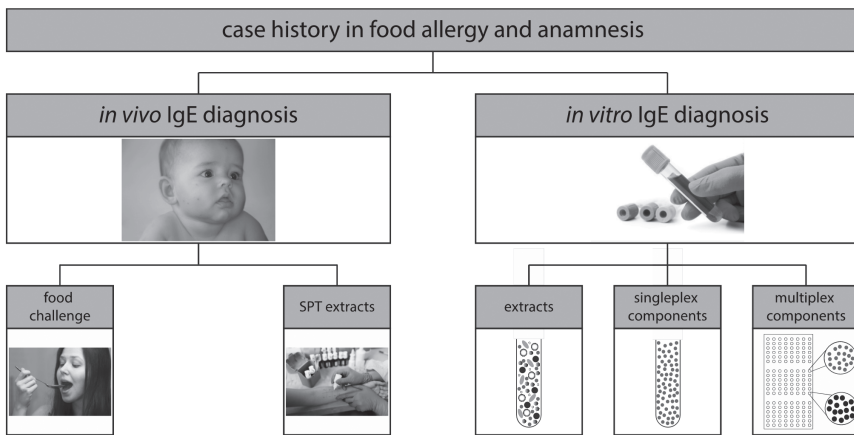 case history in food allergy and anamnesis
in vivo IgE diagnosis
in vitro IgE diagnosis
food
challenge
SPT extracts
extracts
singleplex
components
multiplex
components